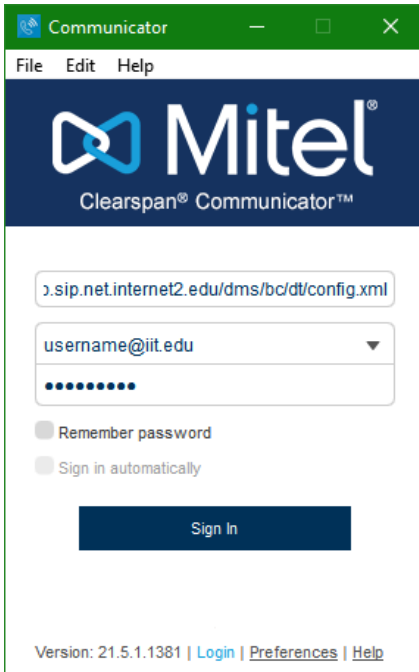 Communicator
File Edit Help
Mitel®
Clearspan® Communicator™
o.sip.net.internet2.edu/dms/bc/dt/config.xml
username@iit.edu
•••••••••
Remember password
Sign in automatically
Sign In
Version: 21.5.1.1381 | Login | Preferences | Help